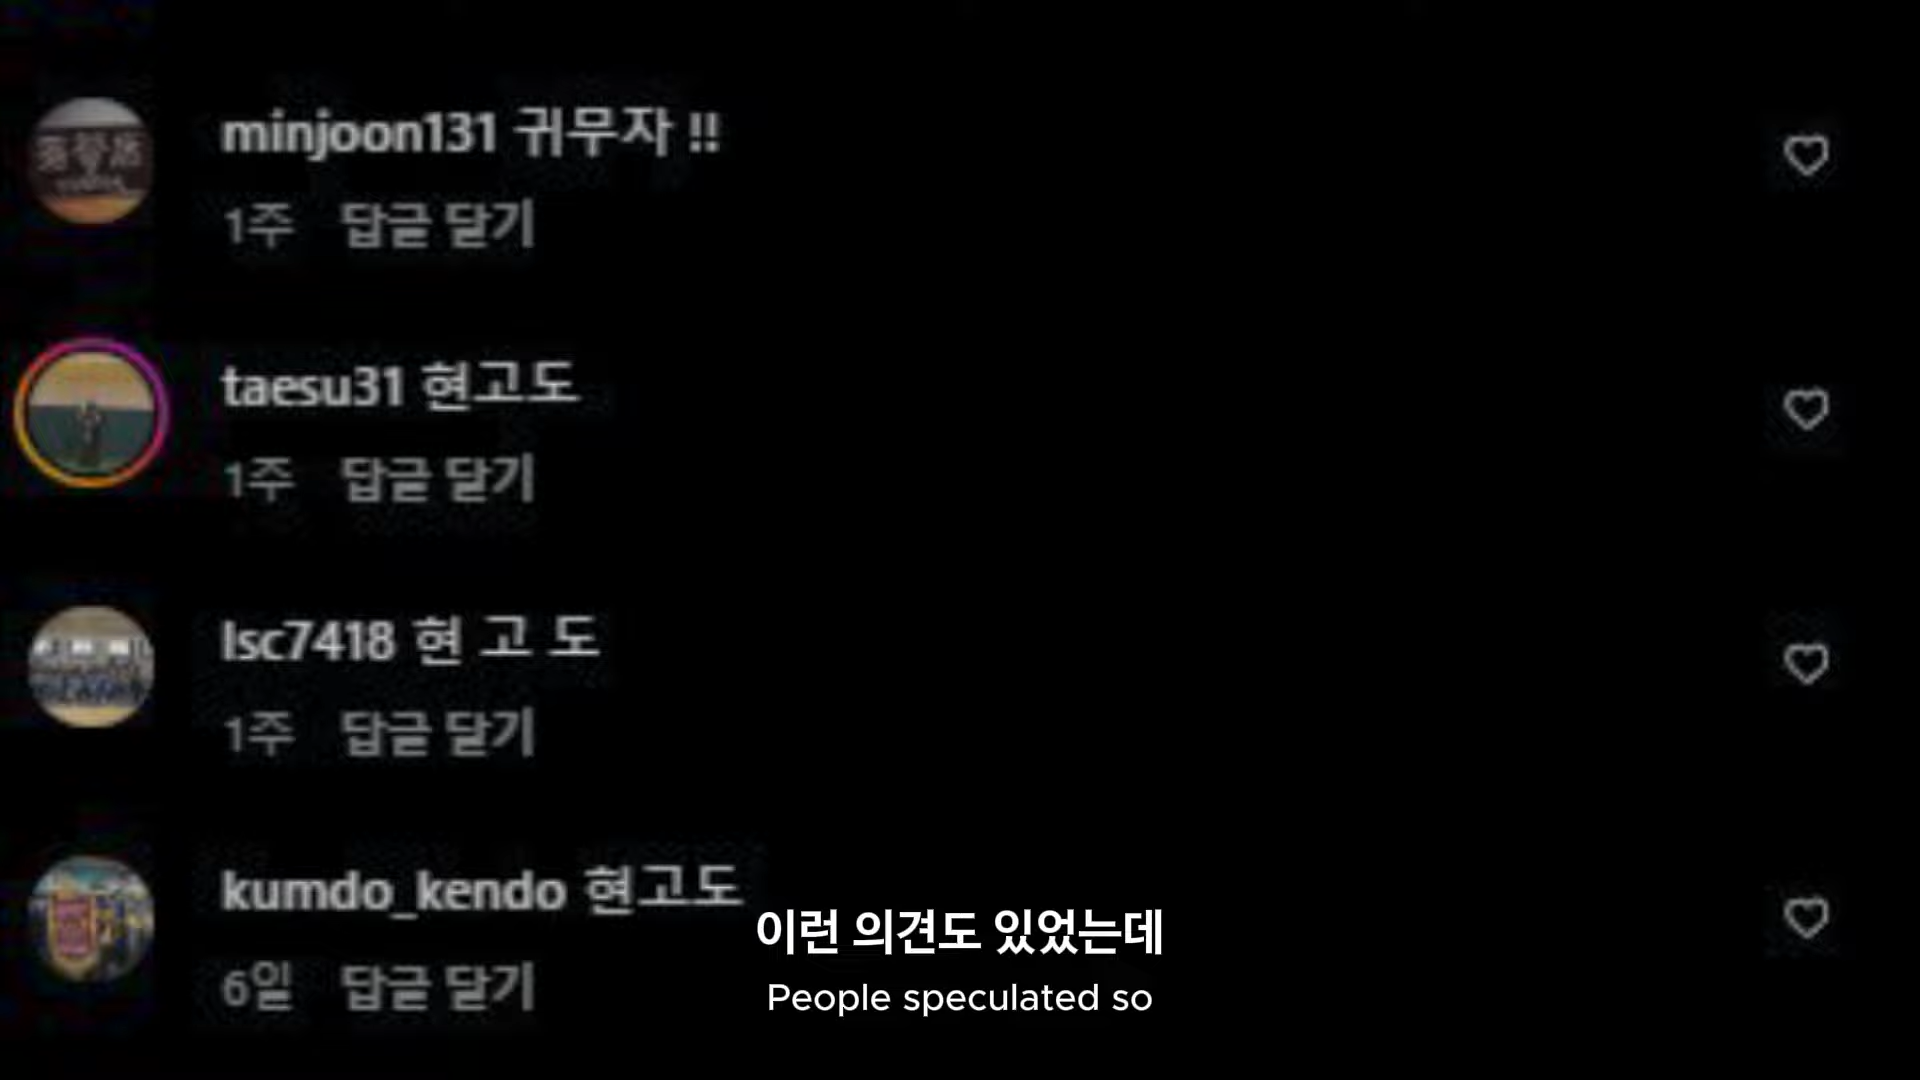 minjoon131 귀무자 !!
1주 답글 달기
taesu31 현고도
1주 답글 달기
lsc7418 현 고 도
1주 답글 달기
kumdo_kendo 현고도
6일 답글 달기
이런 의견도 있었는데
People speculated so